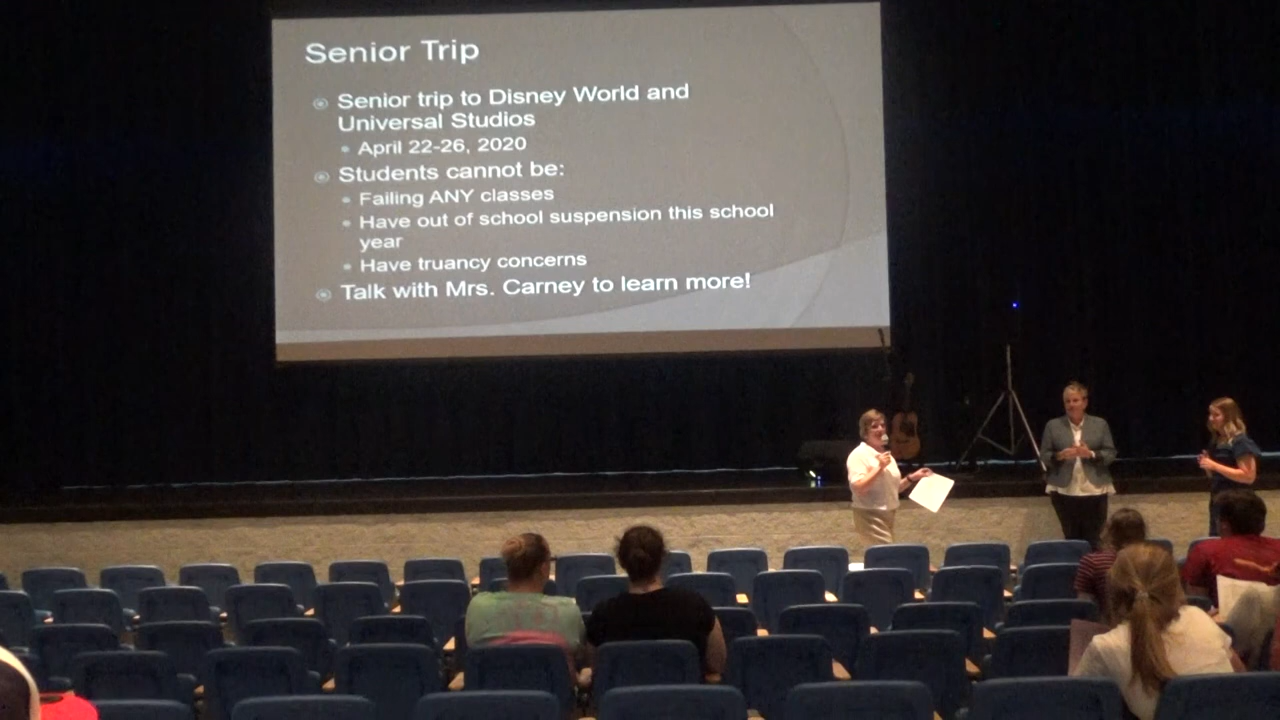 Senior Trip
Senior trip to Disney World and
Universal Studios
April 22-26, 2020
Students cannot be:
Failing ANY classes
Have out of school suspension this school
year
Have truancy concerns
Talk with Mrs. Carney to learn more!